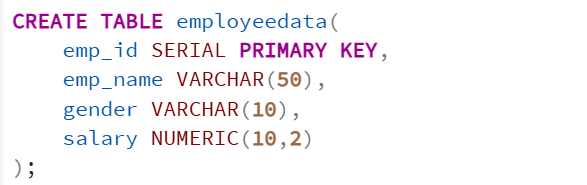 CREATE TABLE employeedata(
    emp_id SERIAL PRIMARY KEY,
    emp_name VARCHAR(50),
    gender VARCHAR(10),
    salary NUMERIC(10,2)
);